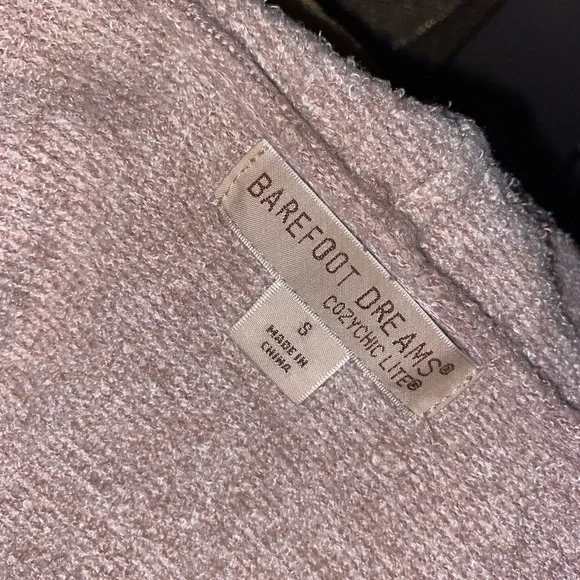 BAREFOOT DREAMS®
COZYCHIC LITE®
S
MADE IN
CHINA